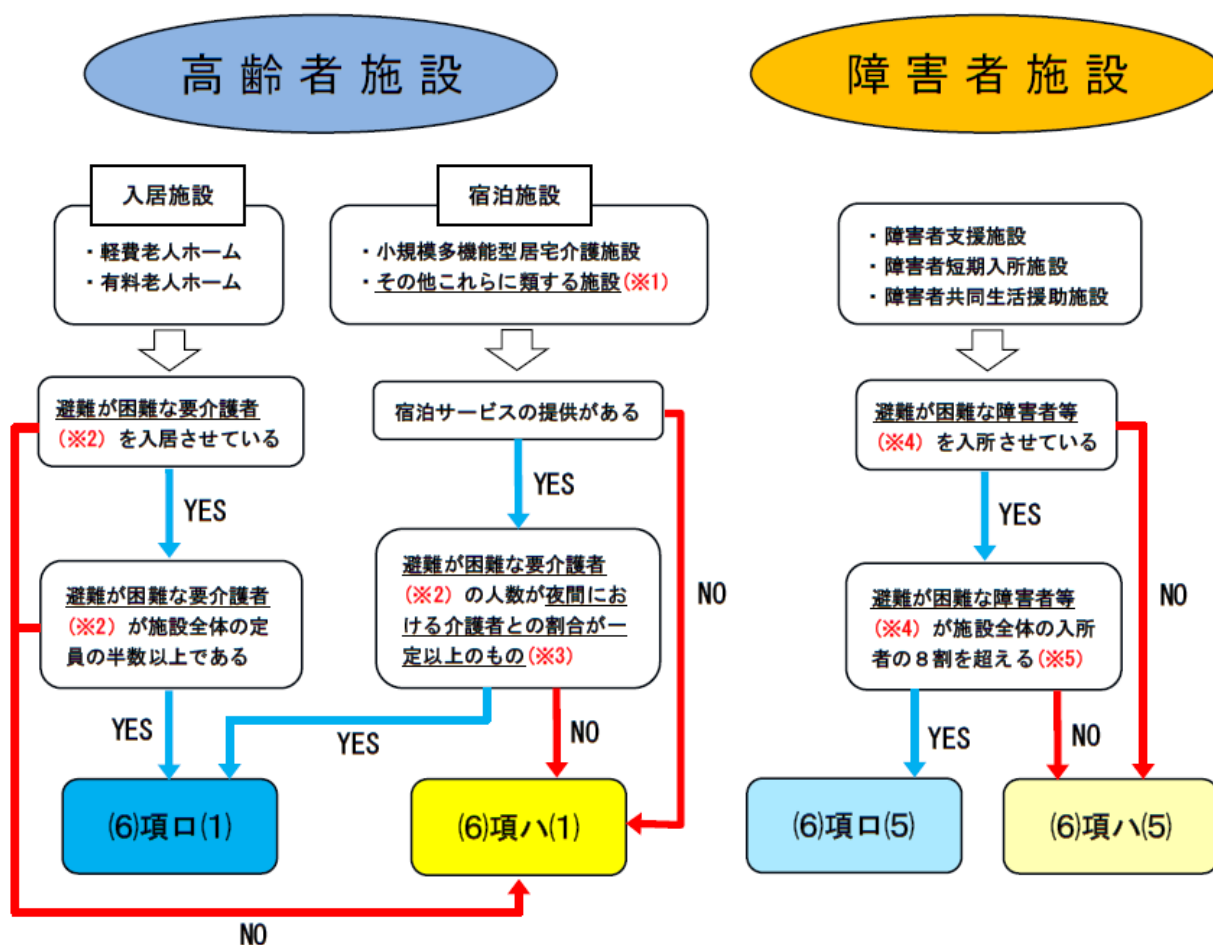 高齢者施設
入居施設
・軽費老人ホーム
・有料老人ホーム
避難が困難な要介護者
(※2)を入居させている
YES
避難が困難な要介護者
(※2)が施設全体の定
員の半数以上である
YES
宿泊施設
・小規模多機能型居宅介護施設
・その他これらに類する施設(※1)
宿泊サービスの提供がある
YES
避難が困難な要介護者
(※2)の人数が夜間にお
ける介護者との割合が一
定以上のもの(※3)
YES
NO
NO
(6)項ロ(1)
(6)項ハ(1)
NO
障害者施設
・障害者支援施設
・障害者短期入所施設
・障害者共同生活援助施設
避難が困難な障害者等
(※4)を入所させている
YES
避難が困難な障害者等
(※4)が施設全体の入所
者の8割を超える(※5)
YES
NO
NO
(6)項ロ(5)
(6)項ハ(5)